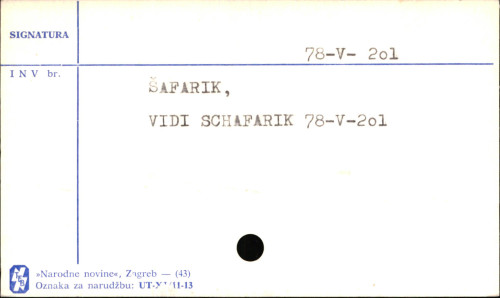 SIGNATURA
78-V- 2o1
I N V br.
ŠAFARIK,
VIDI SCHAFARIK 78-V-2o1
»Narodne novine«, Zagreb — (43)
Oznaka za narudžbu: